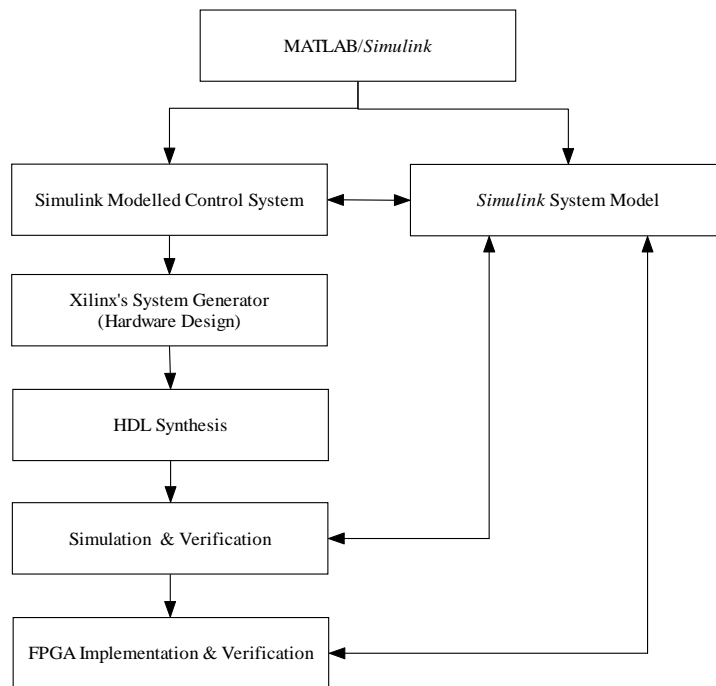 MATLAB/Simulink
Simulink Modelled Control System
Simulink System Model
Xilinx's System Generator
(Hardware Design)
HDL Synthesis
Simulation & Verification
FPGA Implementation & Verification